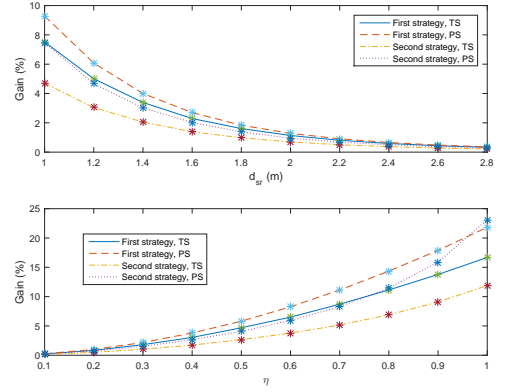 10
8
6
4
2
0
Gain (%)
First strategy, TS
First strategy, PS
Second strategy, TS
Second strategy, PS
1 1.2 1.4 1.6 1.8 2 2.2 2.4 2.6 2.8
d_sr (m)
25
20
15
10
5
0
Gain (%)
First strategy, TS
First strategy, PS
Second strategy, TS
Second strategy, PS
0.1 0.2 0.3 0.4 0.5 0.6 0.7 0.8 0.9 1
η